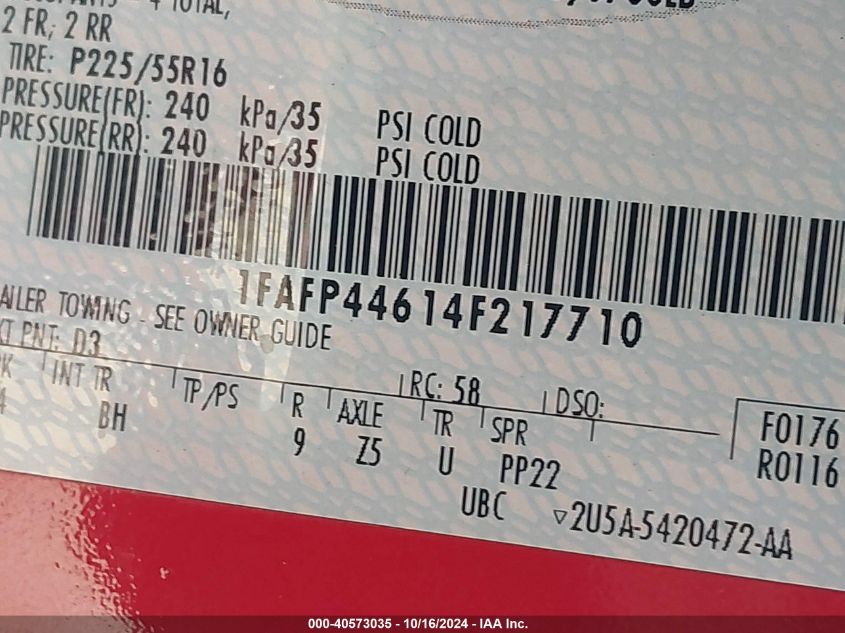 4 TOTAL,
2 FR, 2 RR
TIRE: P225/55R16
PRESSURE(FR): 240 kPa/35 PSI COLD
PRESSURE(RR): 240 kPa/35 PSI COLD
1FAFP44614F217710
AILER TOWING - SEE OWNER GUIDE
XT PNT: D3 RC: 58 DSO:
K INT TR TP/PS R AXLE TR SPR F0176
4 BH 9 Z5 U PP22 R0116
UBC ▽2U5A-5420472-AA
000-40573035 - 10/16/2024 - IAA Inc.